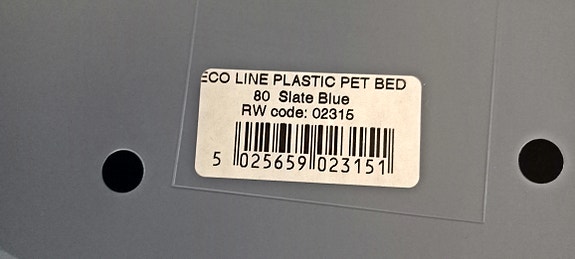 ECO LINE PLASTIC PET BED
80 Slate Blue
RW code: 02315
5 025659 023151